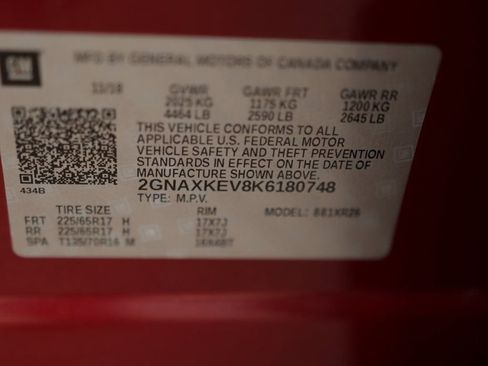 GM
MFD BY GENERAL MOTORS OF CANADA COMPANY
GVWR GAWR FRT GAWR RR
2025 KG 1175 KG 1200 KG
4464 LB 2590 LB 2645 LB
THIS VEHICLE CONFORMS TO ALL
APPLICABLE U.S. FEDERAL MOTOR
VEHICLE SAFETY AND THEFT PREVENTION
STANDARDS IN EFFECT ON THE DATE OF
MANUFACTURE SHOWN ABOVE.
434B
2GNAXKEV8K6180748
TYPE: M.P.V. MODEL:
TIRE SIZE RIM
FRT 225/65R17 H 17X7J
RR 225/65R17 H 17X7J
SPA T135/70R16 M